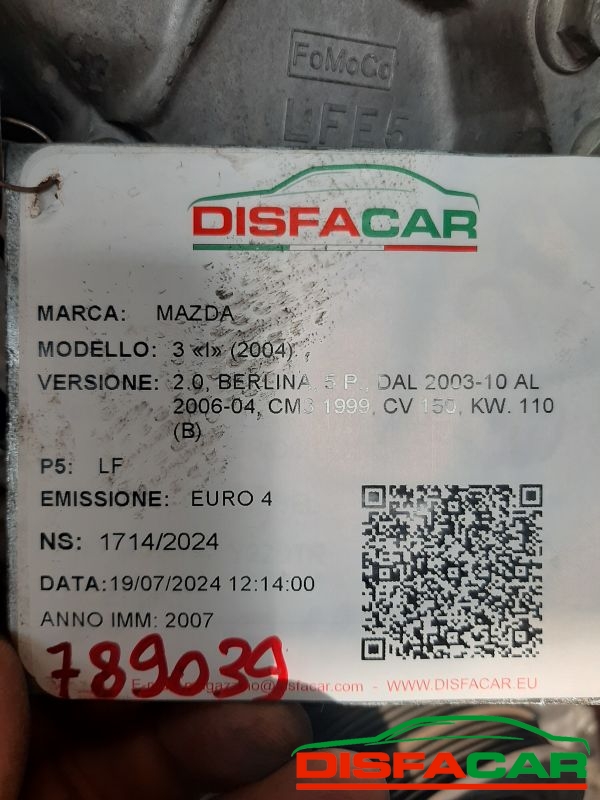 FoMoCo
LFE5
DISFACAR
MARCA: MAZDA
MODELLO: 3 «I» (2004)
VERSIONE: 2.0, BERLINA, 5 P., DAL 2003-10 AL
2006-04, CM3 1999, CV 150, KW. 110
(B)
P5: LF
EMISSIONE: EURO 4
NS: 1714/2024
DATA:19/07/2024 12:14:00
ANNO IMM: 2007
789039
WWW.DISFACAR.EU
DISFACAR